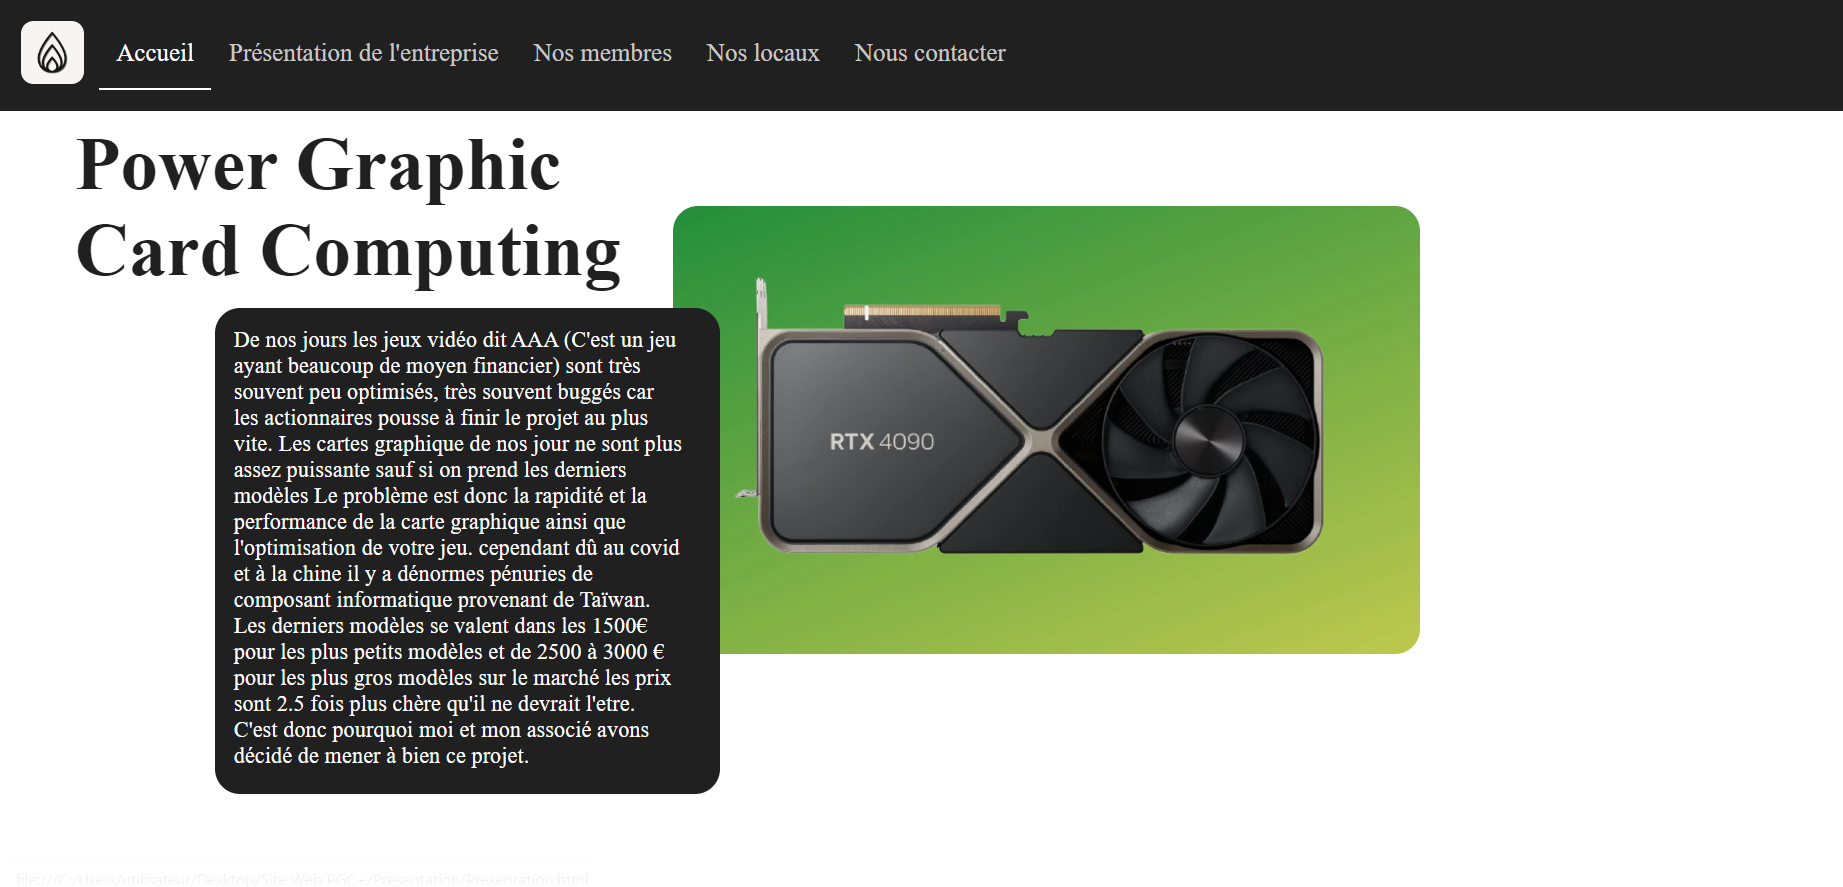 Accueil Présentation de l'entreprise Nos membres Nos locaux Nous contacter
Power Graphic
Card Computing
De nos jours les jeux vidéo dit AAA (C'est un jeu
ayant beaucoup de moyen financier) sont très
souvent peu optimisés, très souvent buggés car
les actionnaires pousse à finir le projet au plus
vite. Les cartes graphique de nos jour ne sont plus
assez puissante sauf si on prend les derniers
modèles Le problème est donc la rapidité et la
performance de la carte graphique ainsi que
l'optimisation de votre jeu. cependant dû au covid
et à la chine il y a dénormes pénuries de
composant informatique provenant de Taïwan.
Les derniers modèles se valent dans les 1500€
pour les plus petits modèles et de 2500 à 3000 €
pour les plus gros modèles sur le marché les prix
sont 2.5 fois plus chère qu'il ne devrait l'etre.
C'est donc pourquoi moi et mon associé avons
décidé de mener à bien ce projet.
RTX 4090
file:///C:/Users/utilisateur/Desktop/Site Web PGC+/Presentation/Presentation.html